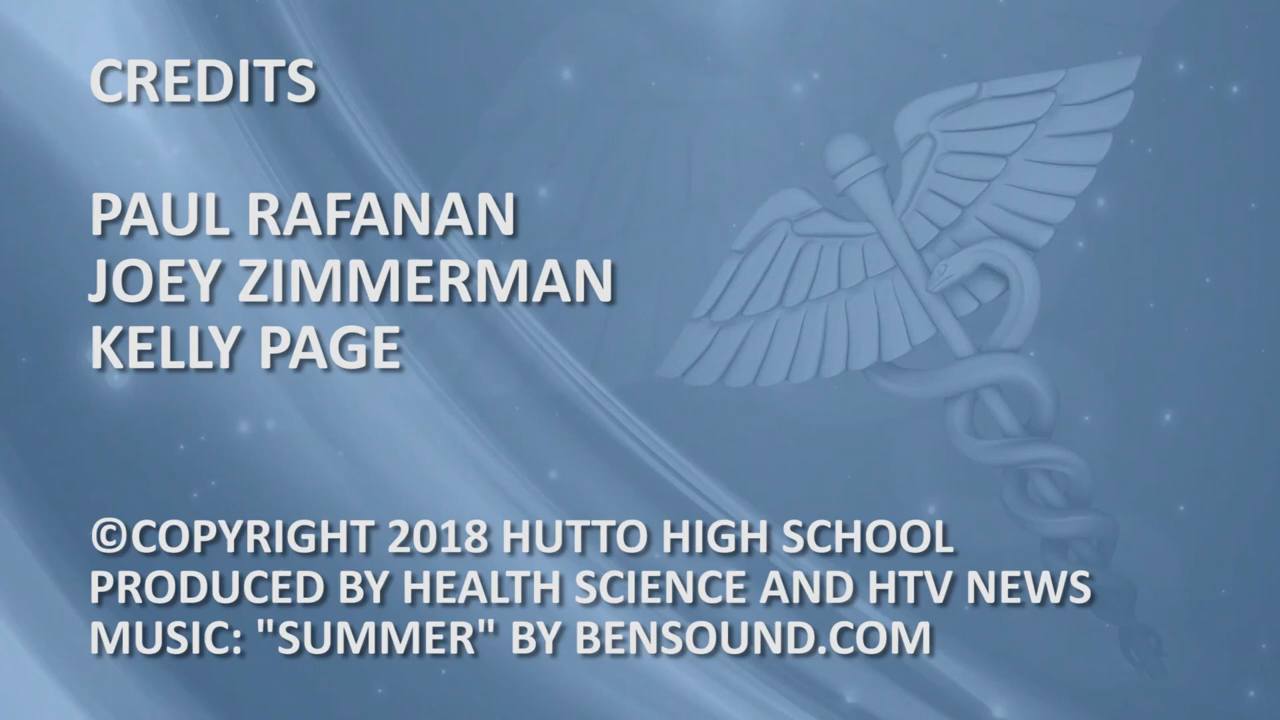 CREDITS
PAUL RAFANAN
JOEY ZIMMERMAN
KELLY PAGE
©COPYRIGHT 2018 HUTTO HIGH SCHOOL
PRODUCED BY HEALTH SCIENCE AND HTV NEWS
MUSIC: "SUMMER" BY BENSOUND.COM